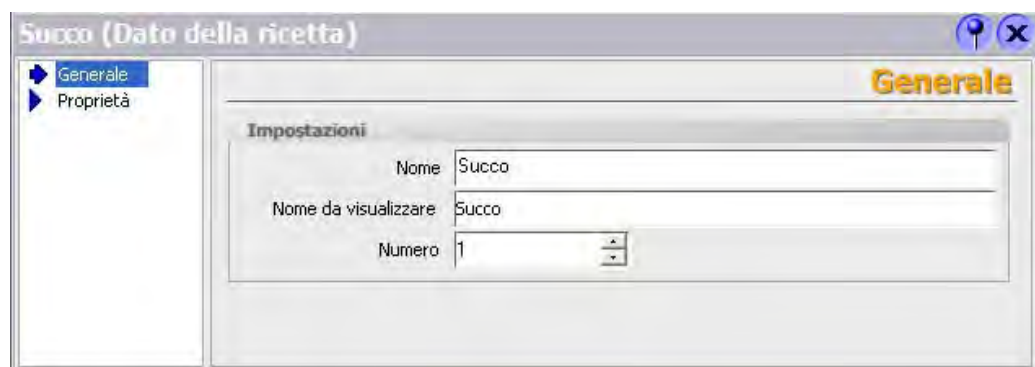 Succo (Dato della ricetta)
Generale
Proprietà
Generale
Impostazioni
Nome Succo
Nome da visualizzare Succo
Numero 1